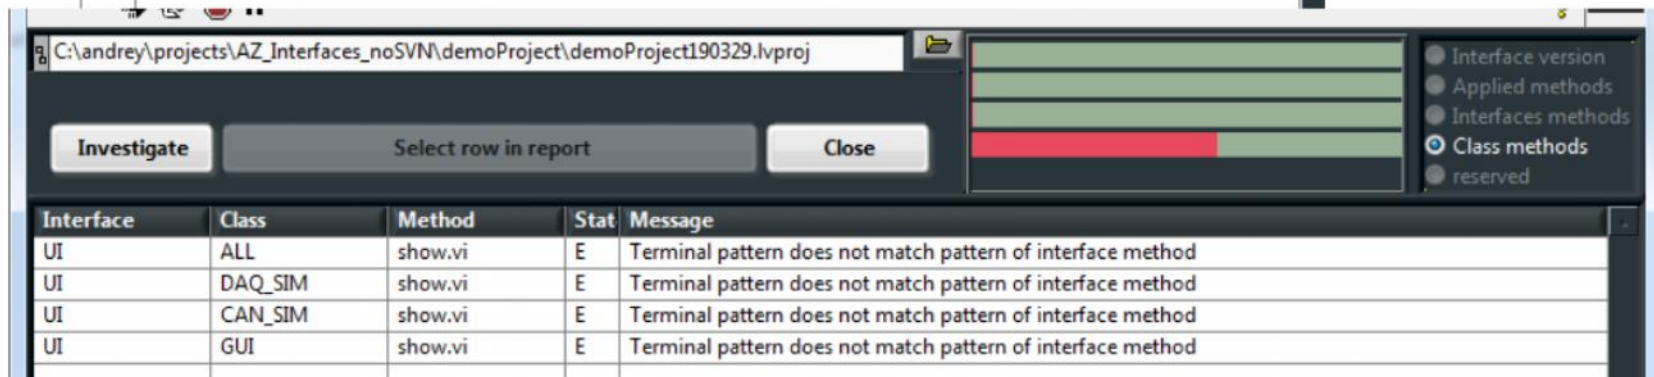 C:\andrey\projects\AZ_Interfaces_noSVN\demoProject\demoProject190329.lvproj
Interface version
Applied methods
Interfaces methods
Investigate Select row in report Close Class methods
reserved
Interface Class Method Stat Message
UI ALL show.vi E Terminal pattern does not match pattern of interface method
UI DAQ_SIM show.vi E Terminal pattern does not match pattern of interface method
UI CAN_SIM show.vi E Terminal pattern does not match pattern of interface method
UI GUI show.vi E Terminal pattern does not match pattern of interface method